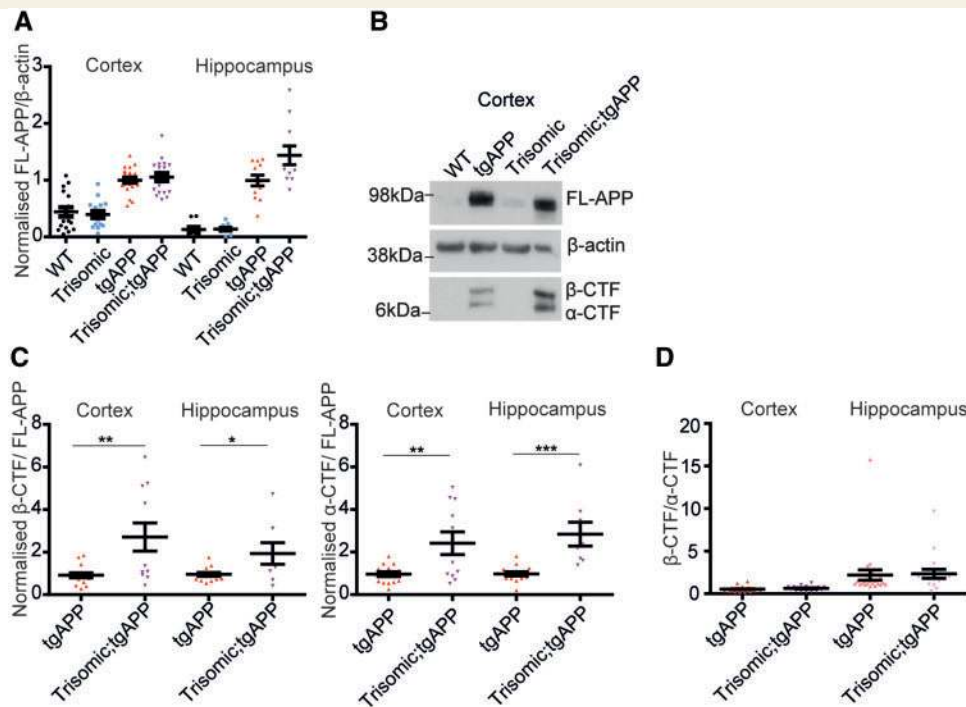 A
Normalised FL-APP/β-actin
3
2
1
0
Cortex
Hippocampus
WT
Trisomic
tgAPP
Trisomic;tgAPP
WT
Trisomic
tgAPP
Trisomic;tgAPP
B
Cortex
WT
tgAPP
Trisomic
Trisomic;tgAPP
98kDa
FL-APP
38kDa
β-actin
6kDa
β-CTF
α-CTF
C
Normalised β-CTF/ FL-APP
8
6
4
2
0
Cortex
Hippocampus
**
*
tgAPP
Trisomic;tgAPP
tgAPP
Trisomic;tgAPP
Normalised α-CTF/ FL-APP
8
6
4
2
0
Cortex
Hippocampus
**
***
tgAPP
Trisomic;tgAPP
tgAPP
Trisomic;tgAPP
D
β-CTF/α-CTF
20
15
10
5
0
Cortex
Hippocampus
tgAPP
Trisomic;tgAPP
tgAPP
Trisomic;tgAPP